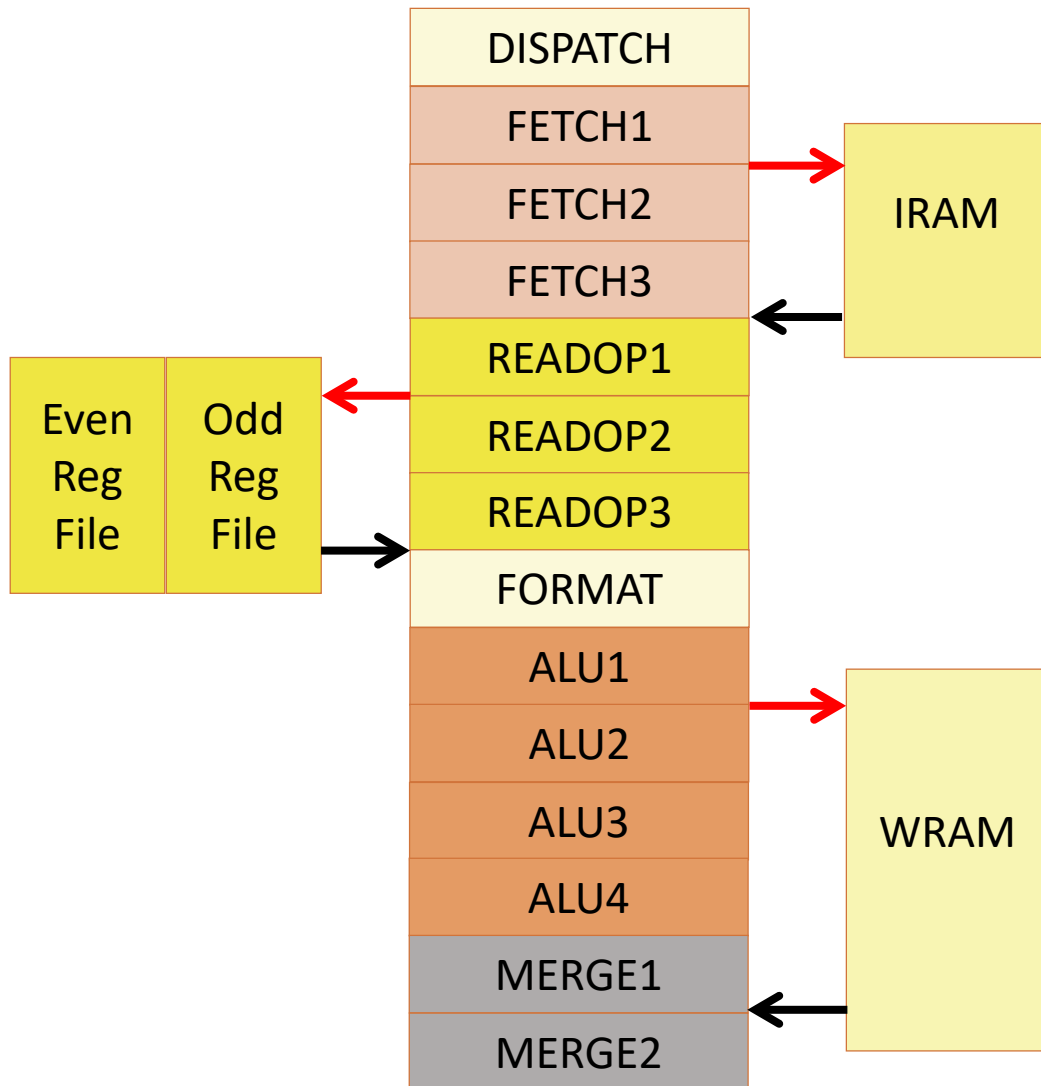 DISPATCH
FETCH1
FETCH2
FETCH3
IRAM
READOP1
READOP2
READOP3
Even
Reg
File
Odd
Reg
File
FORMAT
ALU1
ALU2
ALU3
ALU4
WRAM
MERGE1
MERGE2